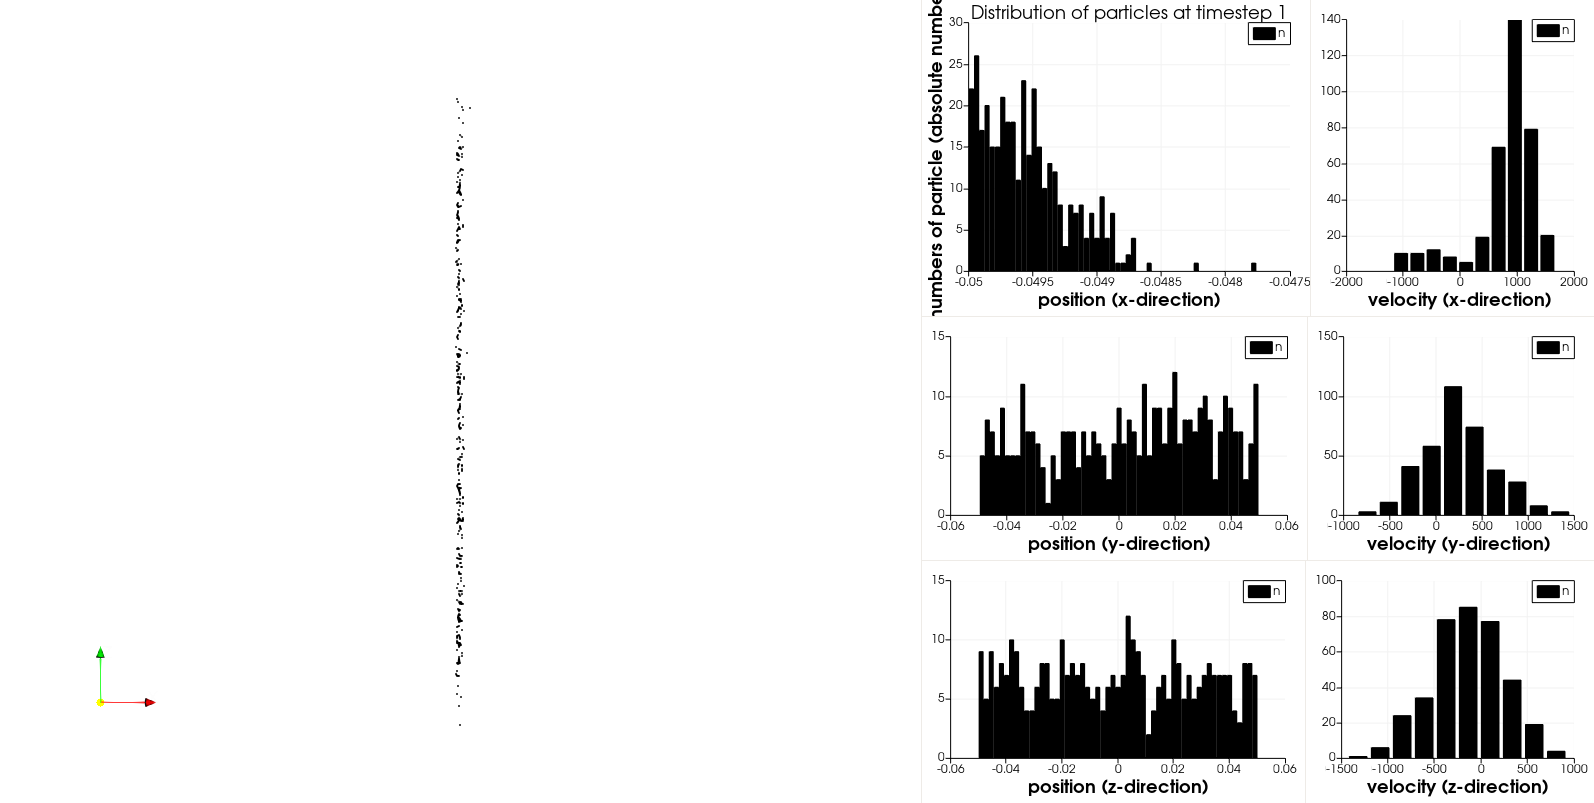 Distribution of particles at timestep 1
numbers of particle (absolute numbe
30
25
20
15
10
5
0
n
-0.05 -0.0495 -0.049 -0.0485 -0.048 -0.0475
position (x-direction)
140
120
100
80
60
40
20
0
n
-2000 -1000 0 1000 2000
velocity (x-direction)
15
10
5
0
n
-0.06 -0.04 -0.02 0 0.02 0.04 0.06
position (y-direction)
150
100
50
0
n
-1000 -500 0 500 1000 1500
velocity (y-direction)
15
10
5
0
n
-0.06 -0.04 -0.02 0 0.02 0.04 0.06
position (z-direction)
100
80
60
40
20
0
n
-1500 -1000 -500 0 500 1000
velocity (z-direction)